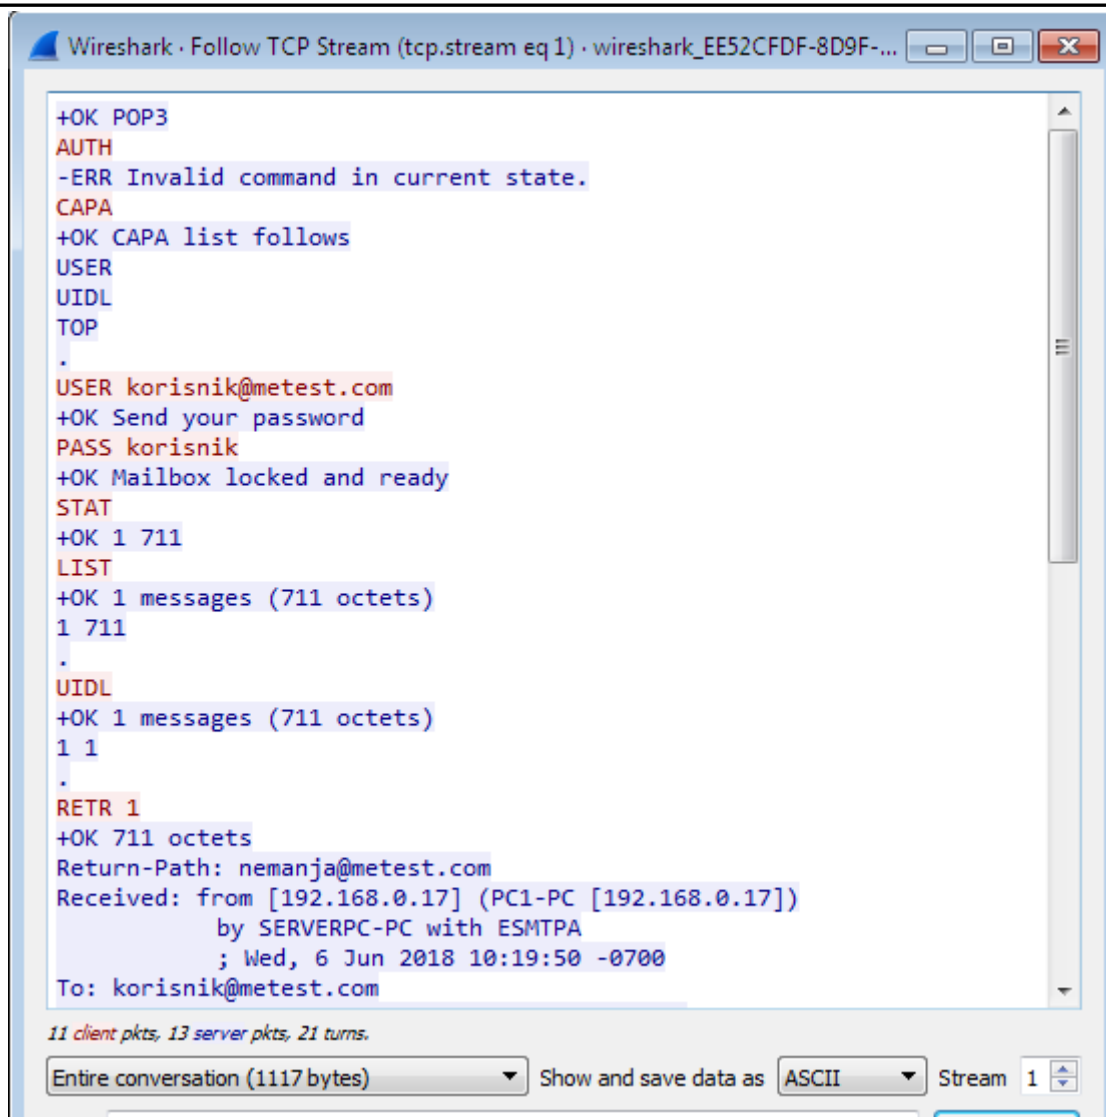 Wireshark · Follow TCP Stream (tcp.stream eq 1) · wireshark_EE52CFDF-8D9F-...
+OK POP3
AUTH
-ERR Invalid command in current state.
CAPA
+OK CAPA list follows
USER
UIDL
TOP
.
USER korisnik@metest.com
+OK Send your password
PASS korisnik
+OK Mailbox locked and ready
STAT
+OK 1 711
LIST
+OK 1 messages (711 octets)
1 711
.
UIDL
+OK 1 messages (711 octets)
1 1
.
RETR 1
+OK 711 octets
Return-Path: nemanja@metest.com
Received: from [192.168.0.17] (PC1-PC [192.168.0.17])
by SERVERPC-PC with ESMTPA
; Wed, 6 Jun 2018 10:19:50 -0700
To: korisnik@metest.com
11 client pkts, 13 server pkts, 21 turns.
Entire conversation (1117 bytes) Show and save data as ASCII Stream 1